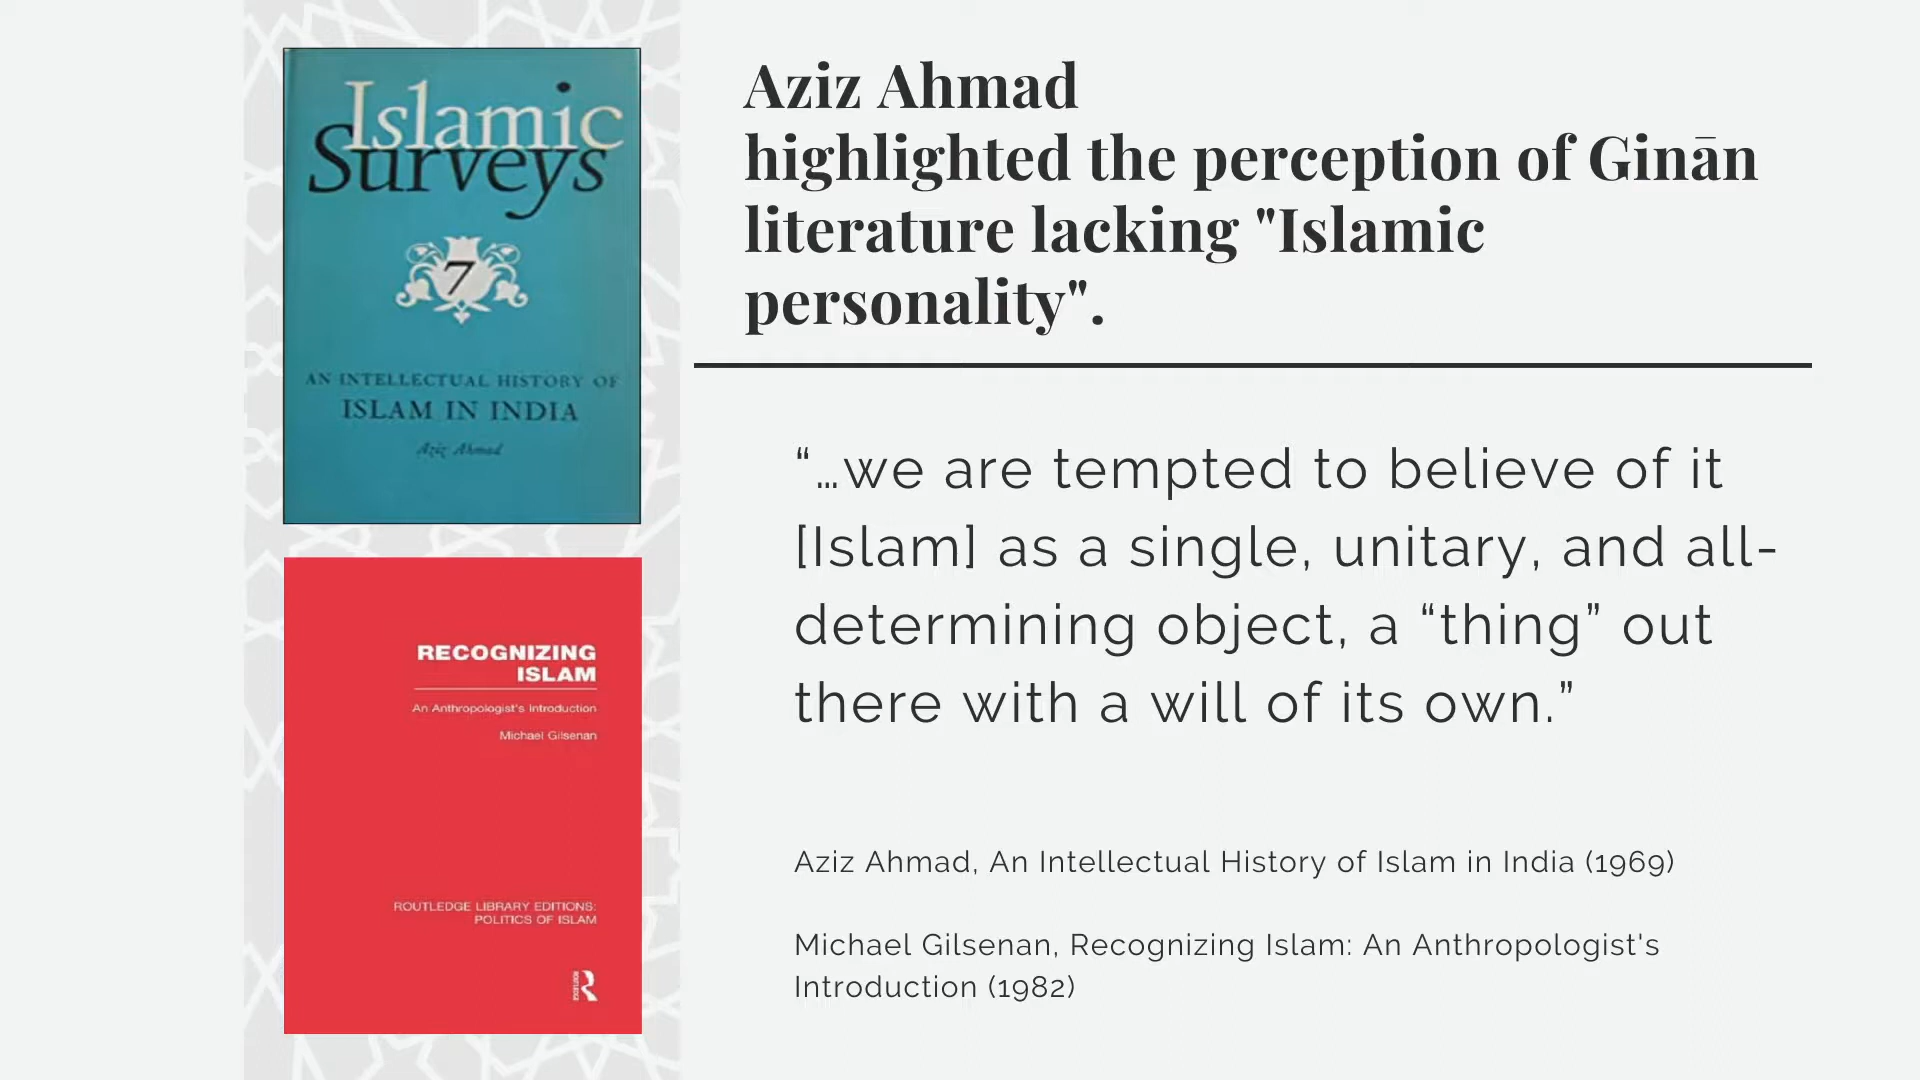 Islamic
Surveys
7
AN INTELLECTUAL HISTORY OF
ISLAM IN INDIA
Aziz Ahmad
RECOGNIZING
ISLAM
An Anthropologist's Introduction
Michael Gilsenan
ROUTLEDGE LIBRARY EDITIONS:
POLITICS OF ISLAM
ROUTLEDGE
Aziz Ahmad
highlighted the perception of Ginān
literature lacking "Islamic
personality".
“…we are tempted to believe of it
[Islam] as a single, unitary, and all-
determining object, a “thing” out
there with a will of its own.”
Aziz Ahmad, An Intellectual History of Islam in India (1969)
Michael Gilsenan, Recognizing Islam: An Anthropologist's
Introduction (1982)